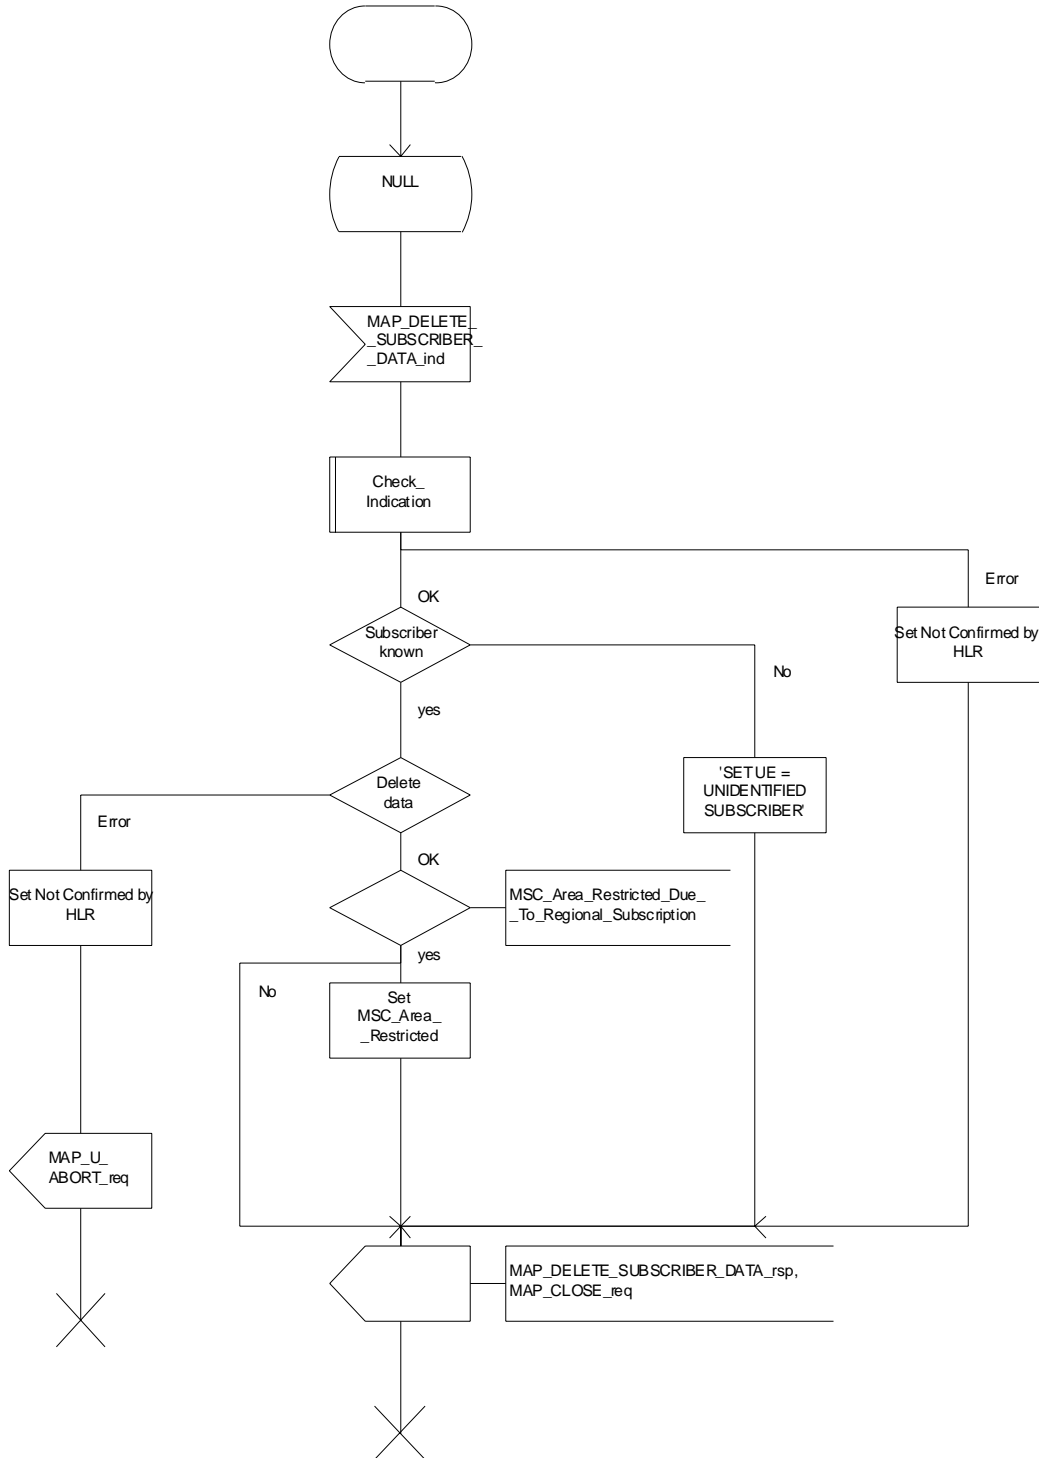 NULL
MAP_DELETE_
_SUBSCRIBER_
_DATA_ind
Check_
Indication
Error
OK
Subscriber
known
Set Not Confirmed by
HLR
No
yes
Delete
data
'SET UE =
UNIDENTIFIED
SUBSCRIBER'
Error
OK
Set Not Confirmed by
HLR
MSC_Area_Restricted_Due_
_To_Regional_Subscription
yes
No
Set
MSC_Area_
_Restricted
MAP_U_
ABORT_req
MAP_DELETE_SUBSCRIBER_DATA_rsp,
MAP_CLOSE_req